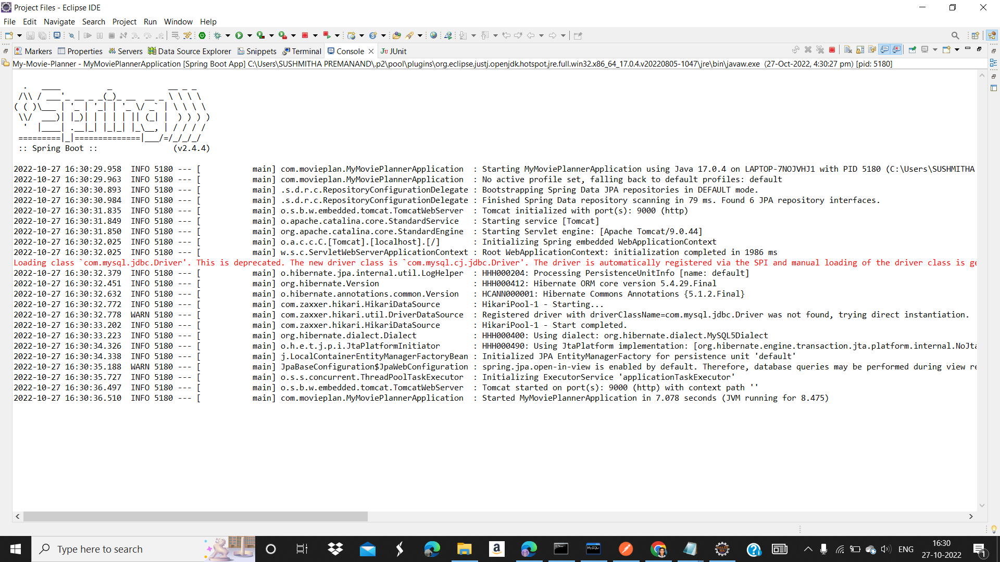 Project Files - Eclipse IDE
File Edit Navigate Search Project Run Window Help
Markers Properties Servers Data Source Explorer Snippets Terminal Console JUnit
My-Movie-Planner - MyMoviePlannerApplication [Spring Boot App] C:\Users\SUSHMITHA PREMANAND\.p2\pool\plugins\org.eclipse.justj.openjdk.hotspot.jre.full.win32.x86_64_17.0.4.v20220805-1047\jre\bin\javaw.exe (27-Oct-2022, 4:30:27 pm) [pid: 5180]
Spring
:: Spring Boot :: (v2.4.4)
2022-10-27 16:30:29.958 INFO 5180 --- [ main] com.movieplan.MyMoviePlannerApplication : Starting MyMoviePlannerApplication using Java 17.0.4 on LAPTOP-7NOJVHJ1 with PID 5180 (C:\Users\SUSHMITHA
2022-10-27 16:30:29.963 INFO 5180 --- [ main] com.movieplan.MyMoviePlannerApplication : No active profile set, falling back to default profiles: default
2022-10-27 16:30:30.893 INFO 5180 --- [ main] .s.d.r.c.RepositoryConfigurationDelegate : Bootstrapping Spring Data JPA repositories in DEFAULT mode.
2022-10-27 16:30:30.984 INFO 5180 --- [ main] .s.d.r.c.RepositoryConfigurationDelegate : Finished Spring Data repository scanning in 79 ms. Found 6 JPA repository interfaces.
2022-10-27 16:30:31.835 INFO 5180 --- [ main] o.s.b.w.embedded.tomcat.TomcatWebServer : Tomcat initialized with port(s): 9000 (http)
2022-10-27 16:30:31.849 INFO 5180 --- [ main] o.apache.catalina.core.StandardService : Starting service [Tomcat]
2022-10-27 16:30:31.850 INFO 5180 --- [ main] org.apache.catalina.core.StandardEngine : Starting Servlet engine: [Apache Tomcat/9.0.44]
2022-10-27 16:30:32.025 INFO 5180 --- [ main] o.a.c.c.C.[Tomcat].[localhost].[/] : Initializing Spring embedded WebApplicationContext
2022-10-27 16:30:32.025 INFO 5180 --- [ main] w.s.c.ServletWebServerApplicationContext : Root WebApplicationContext: initialization completed in 1986 ms
Loading class `com.mysql.jdbc.Driver'. This is deprecated. The new driver class is `com.mysql.cj.jdbc.Driver'. The driver is automatically registered via the SPI and manual loading of the driver class is ge
2022-10-27 16:30:32.379 INFO 5180 --- [ main] o.hibernate.jpa.internal.util.LogHelper : HHH000204: Processing PersistenceUnitInfo [name: default]
2022-10-27 16:30:32.451 INFO 5180 --- [ main] org.hibernate.Version : HHH000412: Hibernate ORM core version 5.4.29.Final
2022-10-27 16:30:32.632 INFO 5180 --- [ main] o.hibernate.annotations.common.Version : HCANN000001: Hibernate Commons Annotations {5.1.2.Final}
2022-10-27 16:30:32.772 INFO 5180 --- [ main] com.zaxxer.hikari.HikariDataSource : HikariPool-1 - Starting...
2022-10-27 16:30:32.778 WARN 5180 --- [ main] com.zaxxer.hikari.util.DriverDataSource : Registered driver with driverClassName=com.mysql.jdbc.Driver was not found, trying direct instantiation.
2022-10-27 16:30:33.202 INFO 5180 --- [ main] com.zaxxer.hikari.HikariDataSource : HikariPool-1 - Start completed.
2022-10-27 16:30:33.223 INFO 5180 --- [ main] org.hibernate.dialect.Dialect : HHH000400: Using dialect: org.hibernate.dialect.MySQL5Dialect
2022-10-27 16:30:34.326 INFO 5180 --- [ main] o.h.e.t.j.p.i.JtaPlatformInitiator : HHH000490: Using JtaPlatform implementation: [org.hibernate.engine.transaction.jta.platform.internal.NoJta
2022-10-27 16:30:34.338 INFO 5180 --- [ main] j.LocalContainerEntityManagerFactoryBean : Initialized JPA EntityManagerFactory for persistence unit 'default'
2022-10-27 16:30:35.188 WARN 5180 --- [ main] JpaBaseConfiguration$JpaWebConfiguration : spring.jpa.open-in-view is enabled by default. Therefore, database queries may be performed during view re
2022-10-27 16:30:35.727 INFO 5180 --- [ main] o.s.s.concurrent.ThreadPoolTaskExecutor : Initializing ExecutorService 'applicationTaskExecutor'
2022-10-27 16:30:36.497 INFO 5180 --- [ main] o.s.b.w.embedded.tomcat.TomcatWebServer : Tomcat started on port(s): 9000 (http) with context path ''
2022-10-27 16:30:36.510 INFO 5180 --- [ main] com.movieplan.MyMoviePlannerApplication : Started MyMoviePlannerApplication in 7.078 seconds (JVM running for 8.475)
Type here to search
ENG
16:30
27-10-2022
1